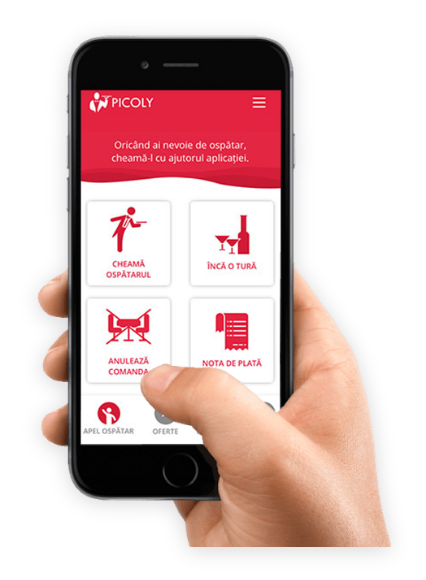 PICOLY
Oricând ai nevoie de ospătar,
cheamă-l cu ajutorul aplicației.
CHEAMĂ
OSPĂTARUL
ÎNCĂ O TURĂ
ANULEAZĂ
COMANDA
NOTA DE PLATĂ
APEL OSPĂTAR
OFERTE